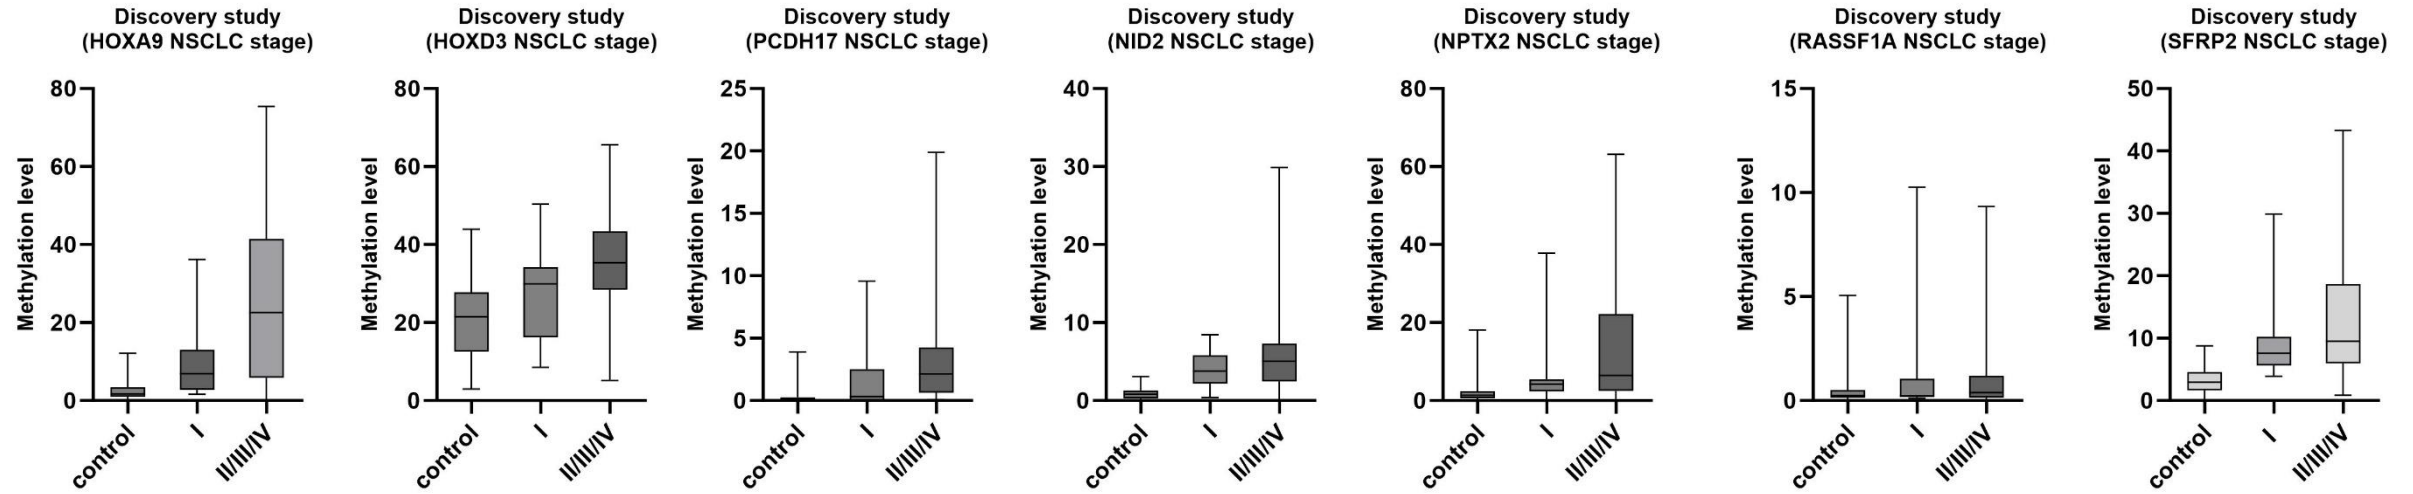 Discovery study
(HOXA9 NSCLC stage)
Methylation level
80
60
40
20
0
control
I
II/III/IV
Discovery study
(HOXD3 NSCLC stage)
Methylation level
80
60
40
20
0
control
I
II/III/IV
Discovery study
(PCDH17 NSCLC stage)
Methylation level
25
20
15
10
5
0
control
I
II/III/IV
Discovery study
(NID2 NSCLC stage)
Methylation level
40
30
20
10
0
control
I
II/III/IV
Discovery study
(NPTX2 NSCLC stage)
Methylation level
80
60
40
20
0
control
I
II/III/IV
Discovery study
(RASSF1A NSCLC stage)
Methylation level
15
10
5
0
control
I
II/III/IV
Discovery study
(SFRP2 NSCLC stage)
Methylation level
50
40
30
20
10
0
control
I
II/III/IV